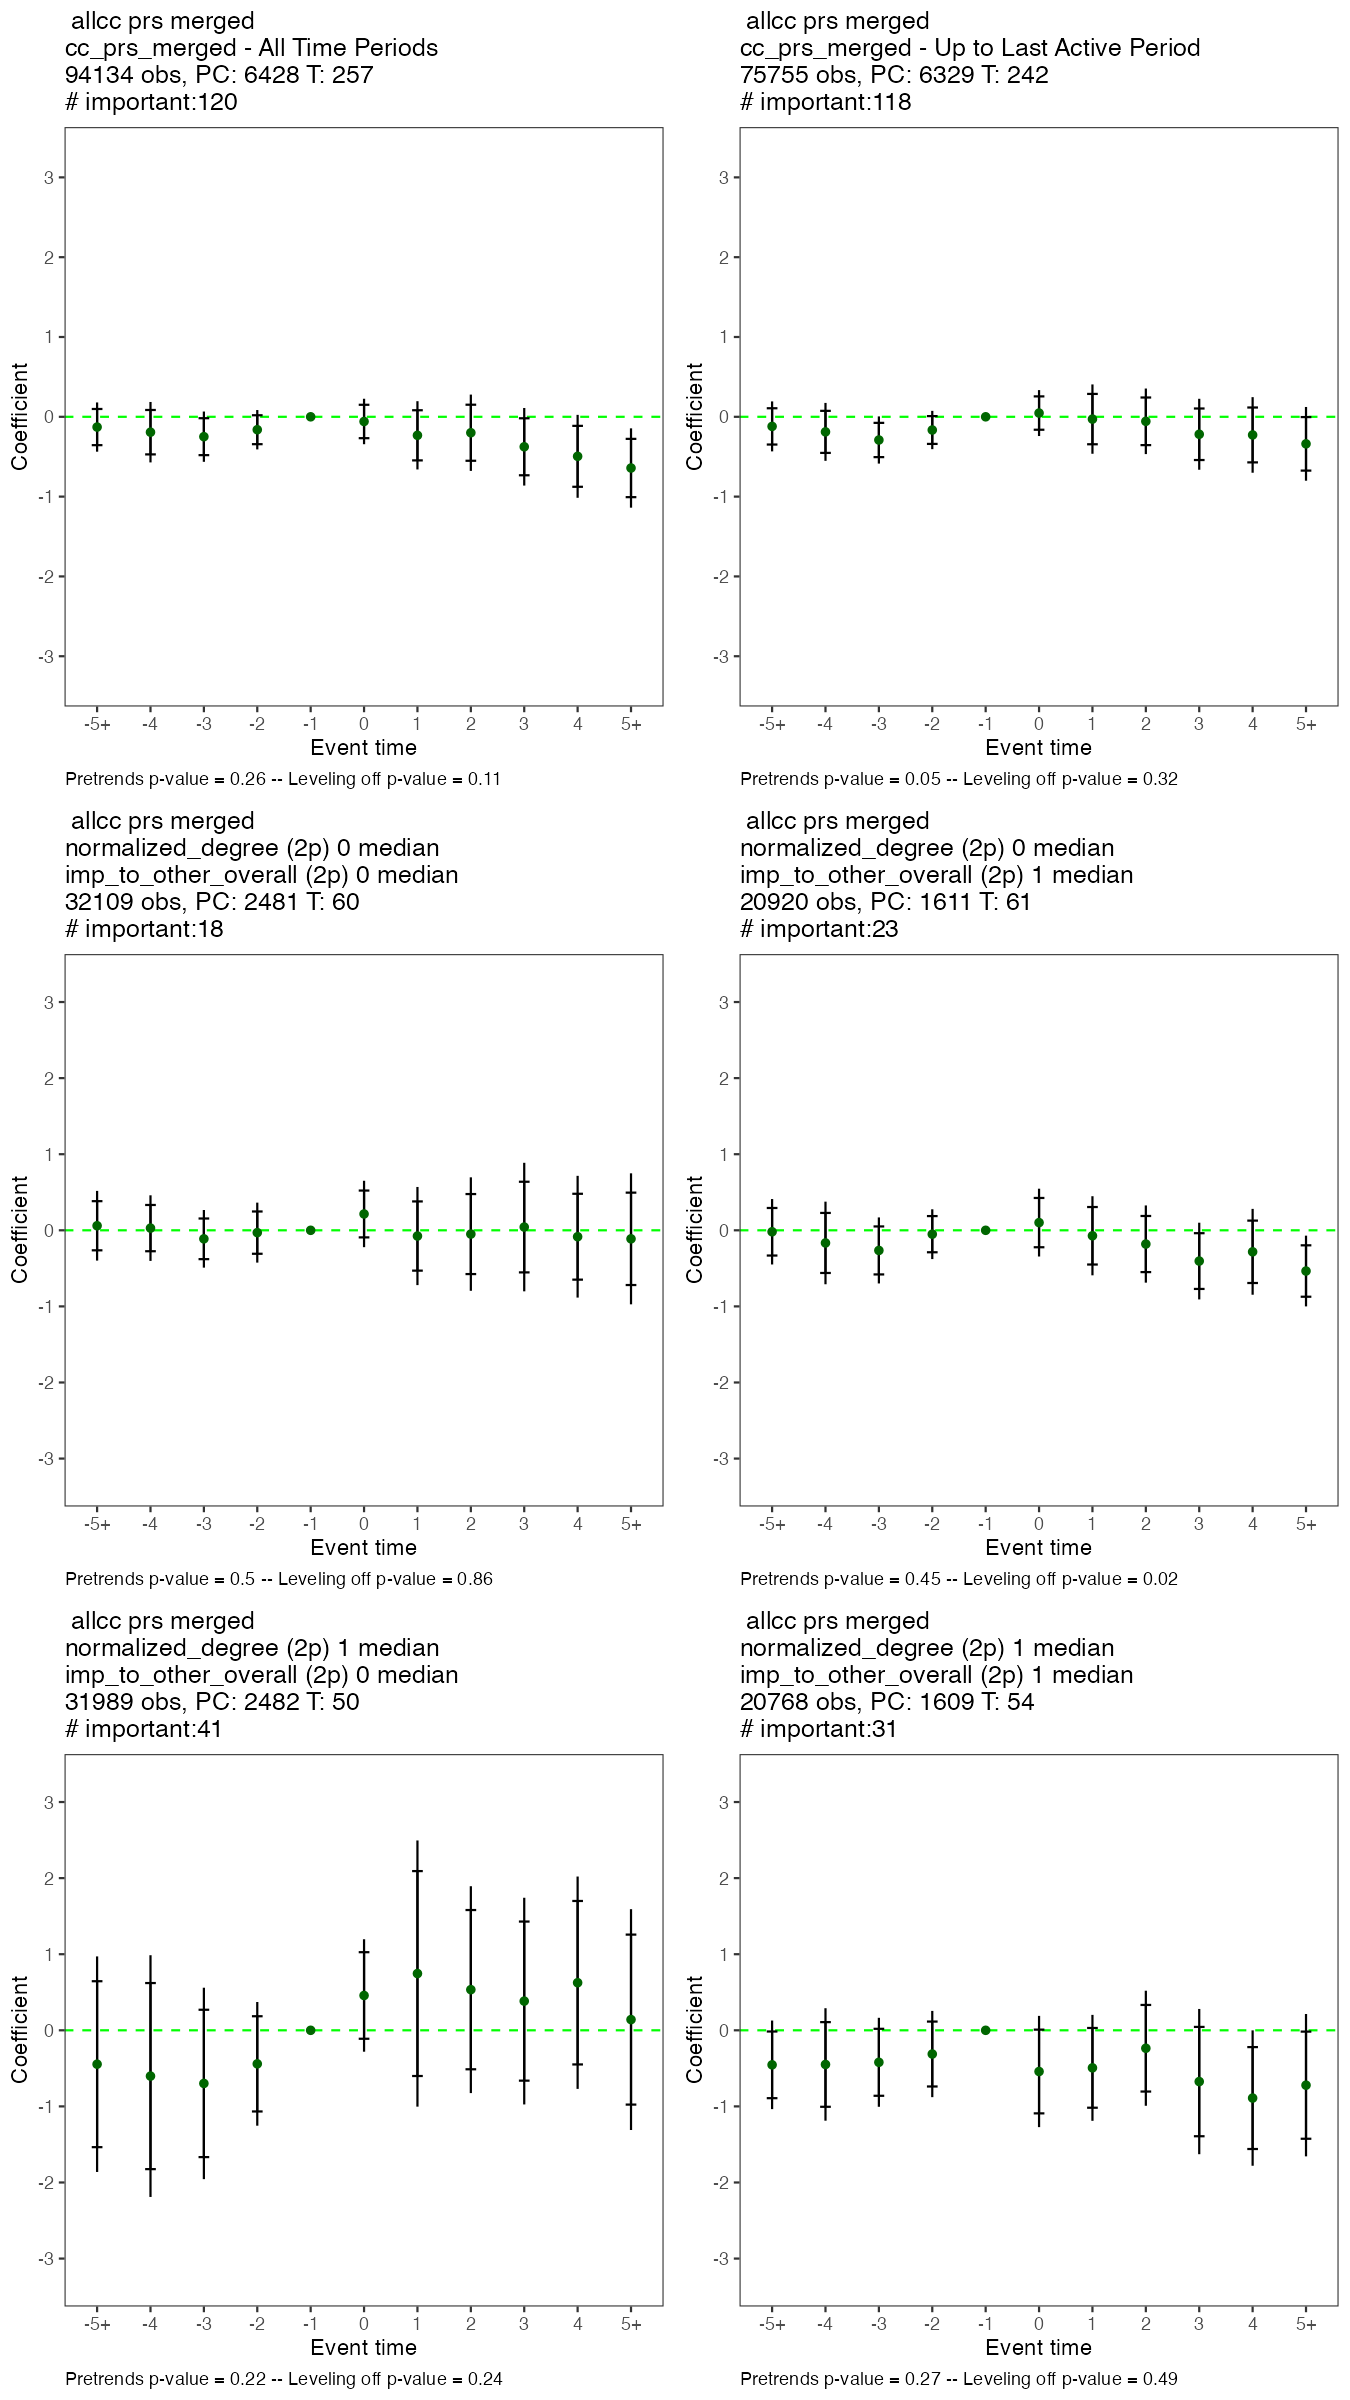 allcc prs merged
cc_prs_merged - All Time Periods
94134 obs, PC: 6428 T: 257
# important:120
Coefficient
3
2
1
0
-1
-2
-3
-5+ -4 -3 -2 -1 0 1 2 3 4 5+
Event time
Pretrends p-value = 0.26 -- Leveling off p-value = 0.11
allcc prs merged
cc_prs_merged - Up to Last Active Period
75755 obs, PC: 6329 T: 242
# important:118
Coefficient
3
2
1
0
-1
-2
-3
-5+ -4 -3 -2 -1 0 1 2 3 4 5+
Event time
Pretrends p-value = 0.05 -- Leveling off p-value = 0.32
allcc prs merged
normalized_degree (2p) 0 median
imp_to_other_overall (2p) 0 median
32109 obs, PC: 2481 T: 60
# important:18
Coefficient
3
2
1
0
-1
-2
-3
-5+ -4 -3 -2 -1 0 1 2 3 4 5+
Event time
Pretrends p-value = 0.5 -- Leveling off p-value = 0.86
allcc prs merged
normalized_degree (2p) 0 median
imp_to_other_overall (2p) 1 median
20920 obs, PC: 1611 T: 61
# important:23
Coefficient
3
2
1
0
-1
-2
-3
-5+ -4 -3 -2 -1 0 1 2 3 4 5+
Event time
Pretrends p-value = 0.45 -- Leveling off p-value = 0.02
allcc prs merged
normalized_degree (2p) 1 median
imp_to_other_overall (2p) 0 median
31989 obs, PC: 2482 T: 50
# important:41
Coefficient
3
2
1
0
-1
-2
-3
-5+ -4 -3 -2 -1 0 1 2 3 4 5+
Event time
Pretrends p-value = 0.22 -- Leveling off p-value = 0.24
allcc prs merged
normalized_degree (2p) 1 median
imp_to_other_overall (2p) 1 median
20768 obs, PC: 1609 T: 54
# important:31
Coefficient
3
2
1
0
-1
-2
-3
-5+ -4 -3 -2 -1 0 1 2 3 4 5+
Event time
Pretrends p-value = 0.27 -- Leveling off p-value = 0.49